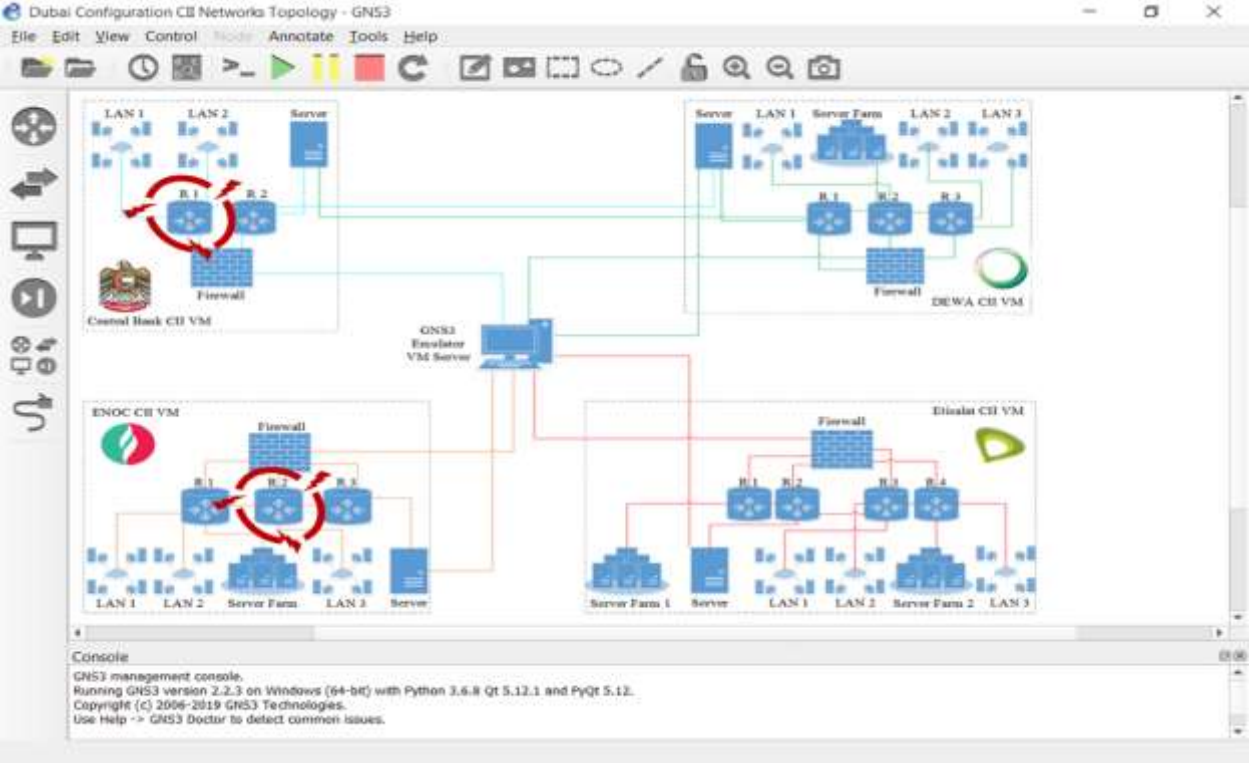 Dubai Configuration CII Networks Topology - GNS3
File Edit View Control Node Annotate Tools Help
LAN 1 LAN 2 Server
R 1 R 2
Firewall
Central Bank CII VM
Server LAN 1 Server Farm LAN 2 LAN 3
R 1 R 2 R 3
Firewall
DEWA CII VM
GNS3
Emulator
VM Server
ENOC CII VM
Firewall
R 1 R 2 R 3
LAN 1 LAN 2 Server Farm LAN 3 Server
Etisalat CII VM
Firewall
R 1 R 2 R 3 R 4
Server Farm 1 Server LAN 1 LAN 2 Server Farm 2 LAN 3
Console
GNS3 management console.
Running GNS3 version 2.2.3 on Windows (64-bit) with Python 3.6.8 Qt 5.12.1 and PyQt 5.12.
Copyright (c) 2006-2019 GNS3 Technologies.
Use Help -> GNS3 Doctor to detect common issues.